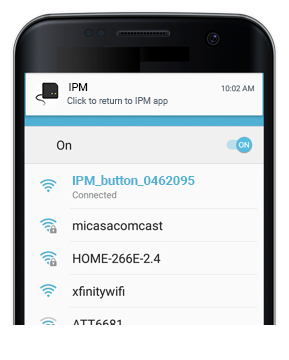 IPM
10:02 AM
Click to return to IPM app
On
ON
IPM_button_0462095
Connected
micasacomcast
HOME-266E-2.4
xfinitywifi
ATT6681